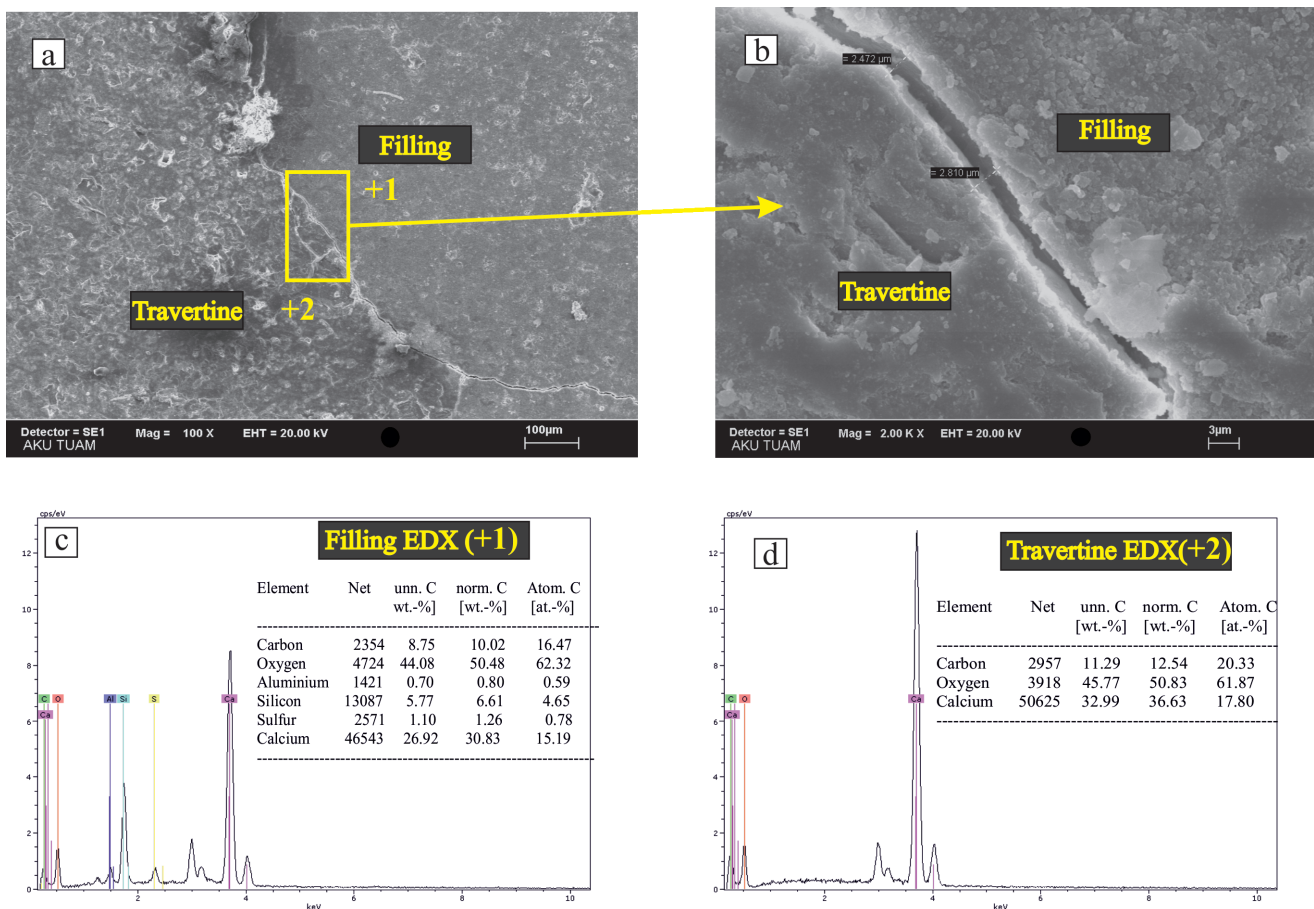 a
Filling
+1
Travertine
+2
Detector = SE1 Mag = 100 X EHT = 20.00 kV 100µm
AKU TUAM
b
= 2.472 µm
Filling
= 2.810 µm
Travertine
Detector = SE1 Mag = 2.00 K X EHT = 20.00 kV 3µm
AKU TUAM
cps/eV
c
Filling EDX (+1)
Element Net unn. C norm. C Atom. C
wt.-%] [wt.-%] [at.-%]
Carbon 2354 8.75 10.02 16.47
Oxygen 4724 44.08 50.48 62.32
Aluminium 1421 0.70 0.80 0.59
Silicon 13087 5.77 6.61 4.65
Sulfur 2571 1.10 1.26 0.78
Calcium 46543 26.92 30.83 15.19
12
10
8
C O Al Si S Ca
Ca
6
4
2
0
2 4 6 8 10
keV
cps/eV
d
Travertine EDX(+2)
Element Net unn. C norm. C Atom. C
[wt.-%] [wt.-%] [at.-%]
Carbon 2957 11.29 12.54 20.33
Oxygen 3918 45.77 50.83 61.87
Calcium 50625 32.99 36.63 17.80
12
10
8
C O Ca
Ca
6
4
2
0
2 4 6 8 10
keV